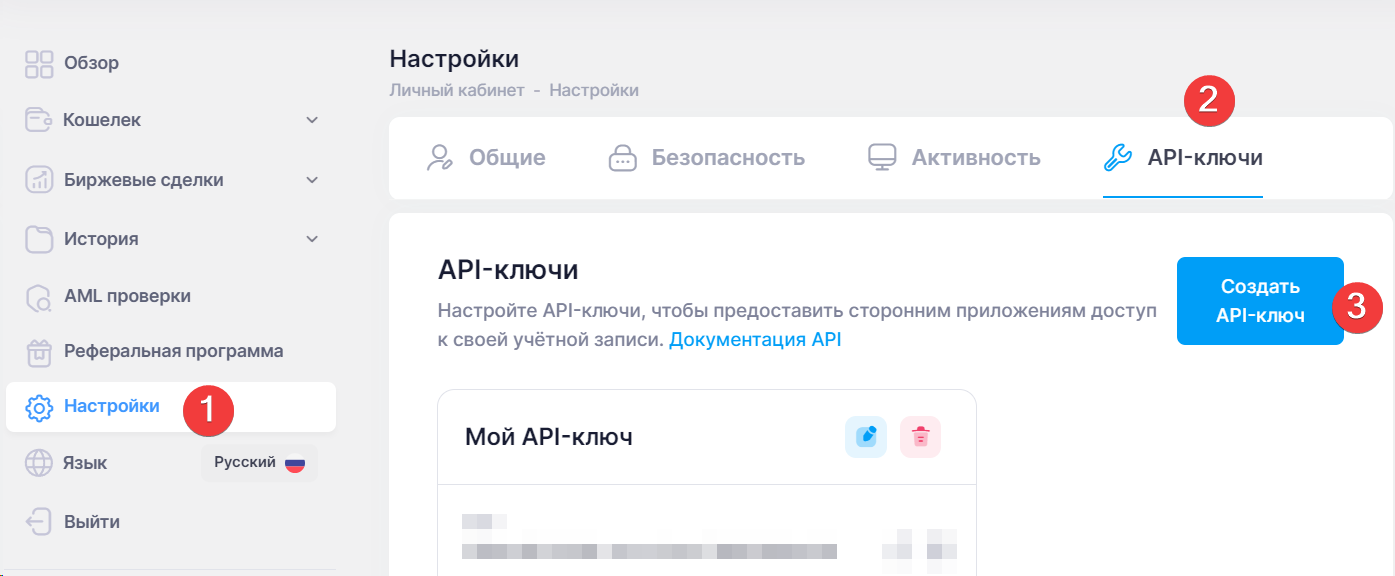 Обзор
Кошелек
Биржевые сделки
История
AML проверки
Реферальная программа
Настройки
1
Язык
Русский
Выйти
Настройки
Личный кабинет - Настройки
2
Общие
Безопасность
Активность
API-ключи
API-ключи
Настройте API-ключи, чтобы предоставить сторонним приложениям доступ
к своей учётной записи. Документация API
Создать
API-ключ
3
Мой API-ключ